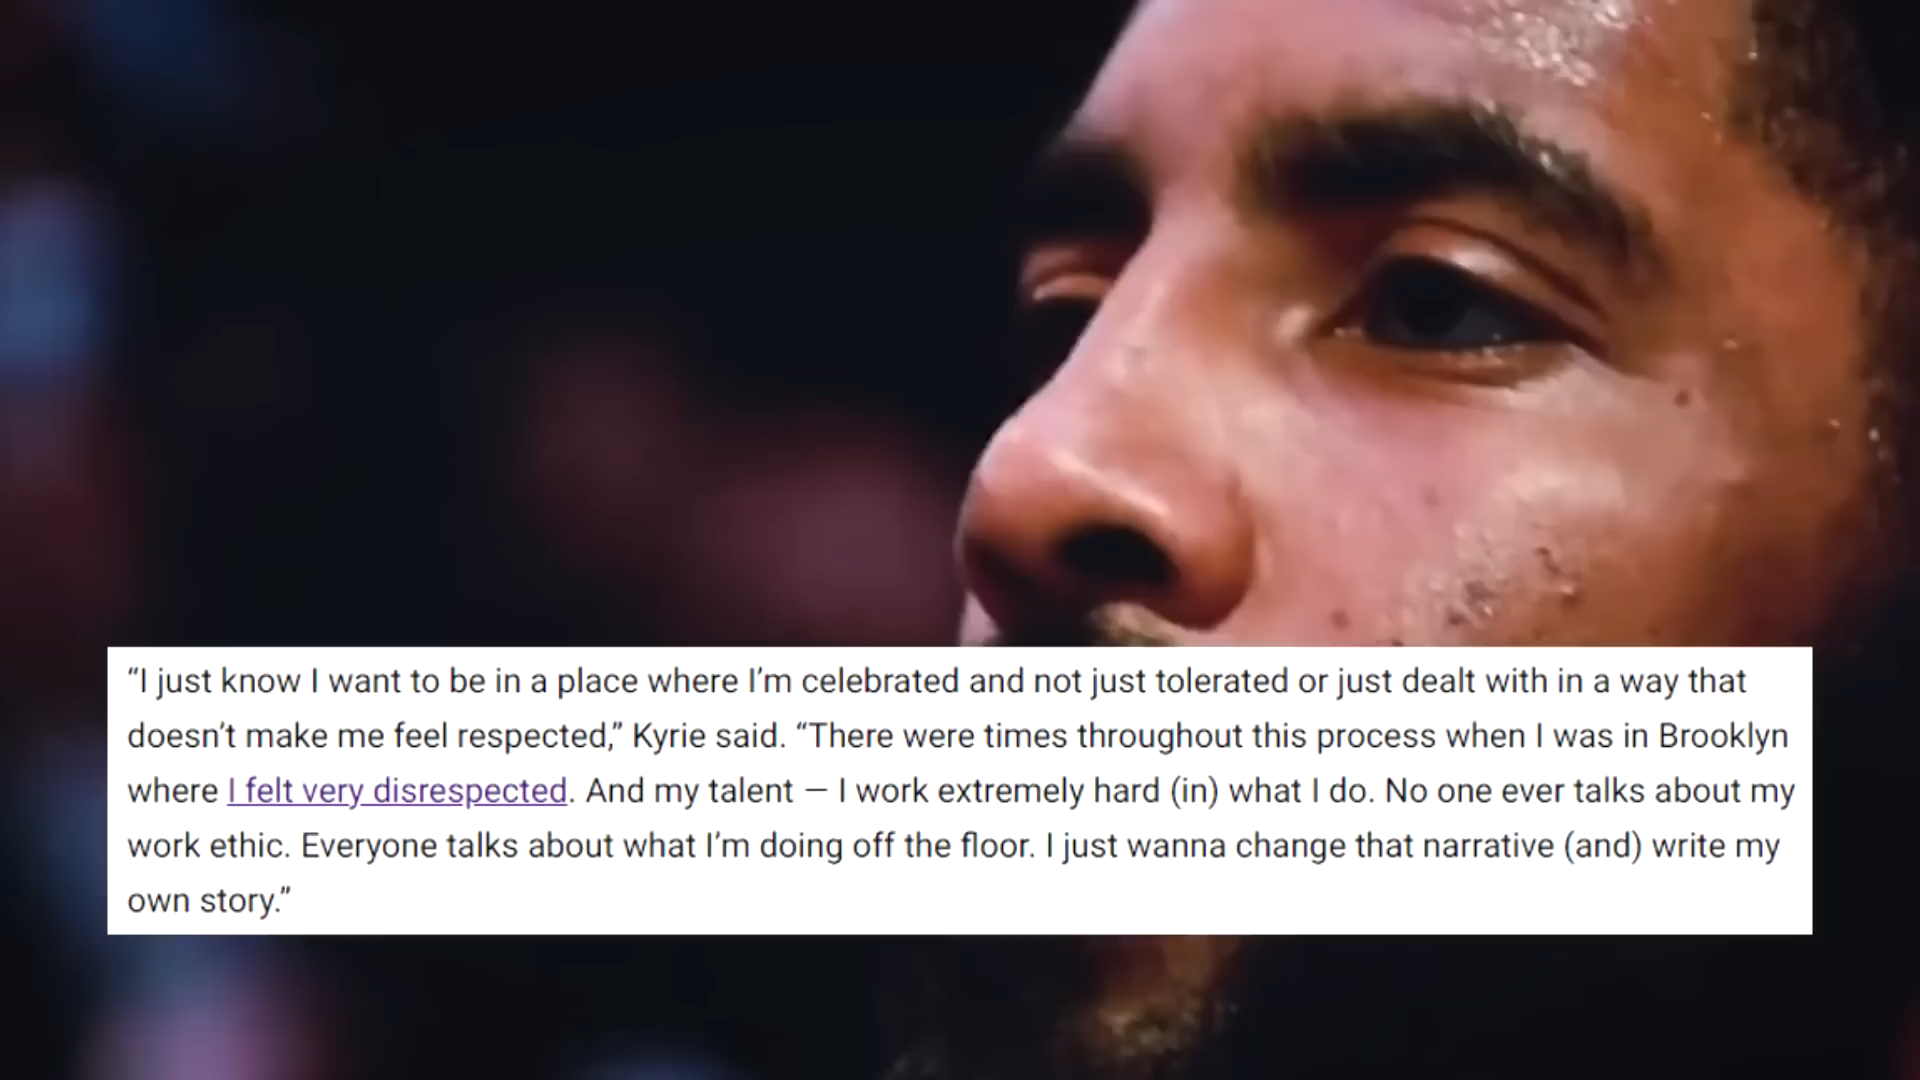 “I just know I want to be in a place where I’m celebrated and not just tolerated or just dealt with in a way that
doesn’t make me feel respected,” Kyrie said. “There were times throughout this process when I was in Brooklyn
where I felt very disrespected. And my talent — I work extremely hard (in) what I do. No one ever talks about my
work ethic. Everyone talks about what I’m doing off the floor. I just wanna change that narrative (and) write my
own story.”